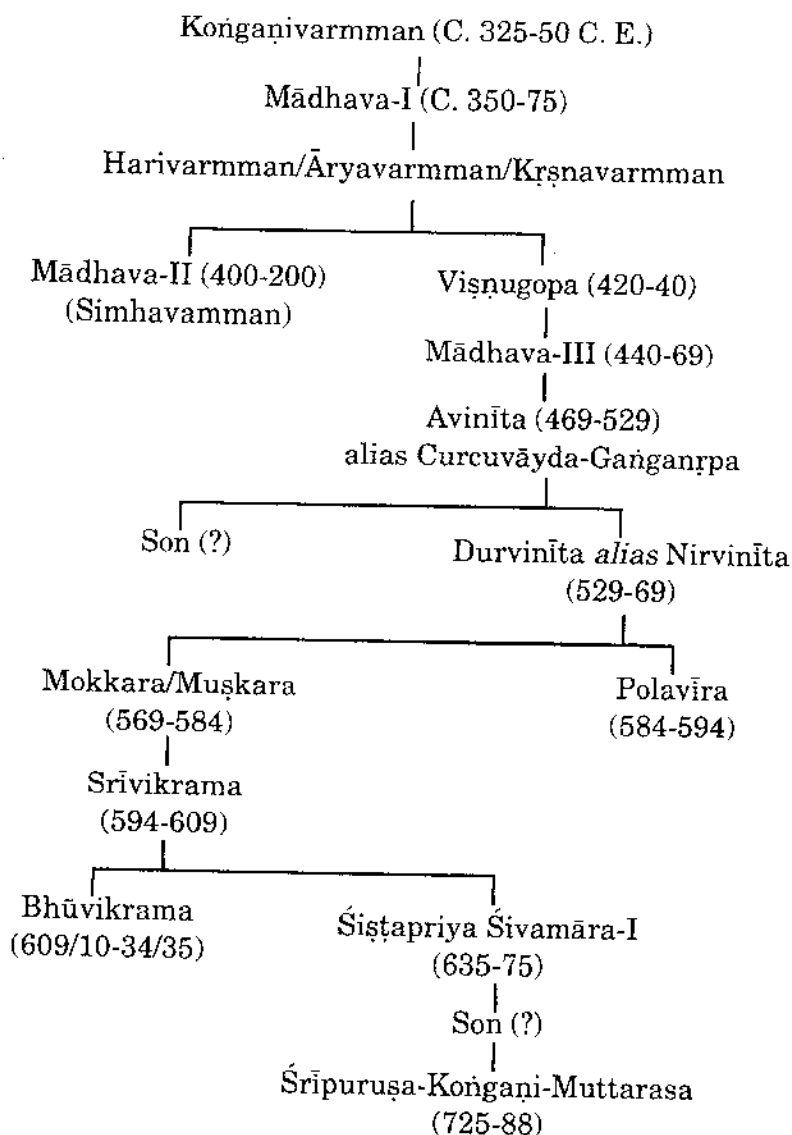 Koṅgaṇivarmman (C. 325-50 C. E.)
Mādhava-I (C. 350-75)
Harivarmman/Āryavarmman/Kṛṣnavarmman
Mādhava-II (400-200)
(Simhavamman)
Viṣṇugopa (420-40)
Mādhava-III (440-69)
Avinīta (469-529)
alias Curcuvāyda-Gaṅganṛpa
Son (?)
Durvinīta alias Nirvinīta
(529-69)
Mokkara/Muṣkara
(569-584)
Polavīra
(584-594)
Srīvikrama
(594-609)
Bhūvikrama
(609/10-34/35)
Śiṣṭapriya Śivamāra-I
(635-75)
Son (?)
Śrīpuruṣa-Koṅgaṇi-Muttarasa
(725-88)